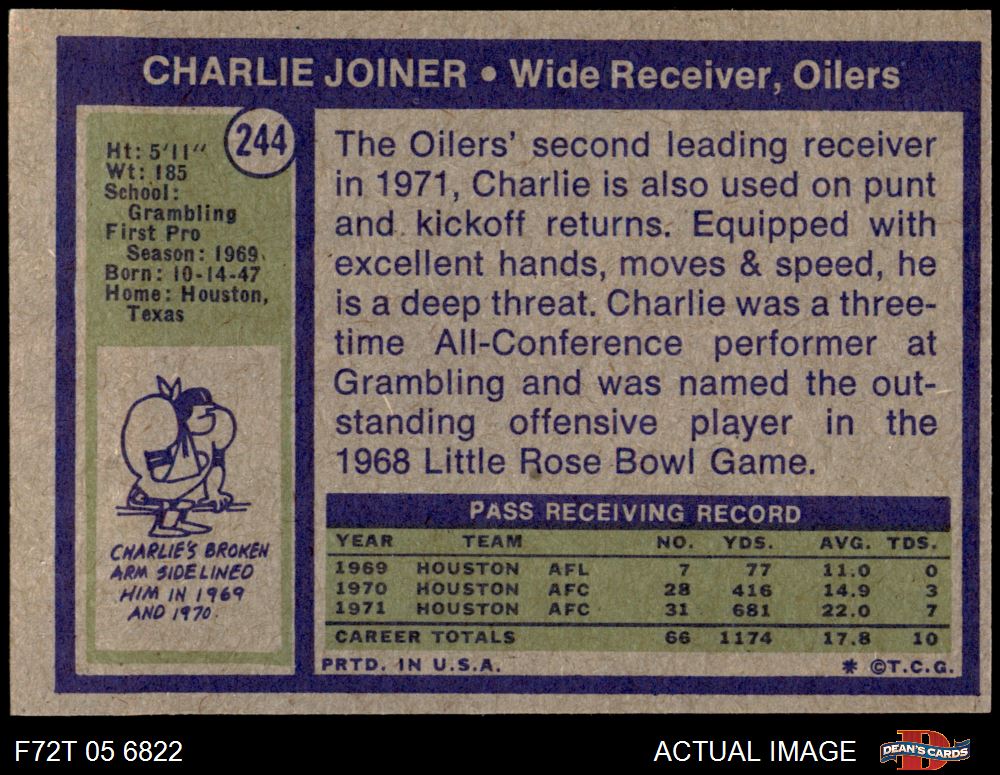 CHARLIE JOINER • Wide Receiver, Oilers
244
Ht: 5'11"
Wt: 185
School:
Grambling
First Pro
Season: 1969
Born: 10-14-47
Home: Houston,
Texas
CHARLIE'S BROKEN
ARM SIDELINED
HIM IN 1969
AND 1970.
The Oilers' second leading receiver
in 1971, Charlie is also used on punt
and kickoff returns. Equipped with
excellent hands, moves & speed, he
is a deep threat. Charlie was a three-
time All-Conference performer at
Grambling and was named the out-
standing offensive player in the
1968 Little Rose Bowl Game.
PASS RECEIVING RECORD
YEAR TEAM NO. YDS. AVG. TDS.
1969 HOUSTON AFL 7 77 11.0 0
1970 HOUSTON AFC 28 416 14.9 3
1971 HOUSTON AFC 31 681 22.0 7
CAREER TOTALS 66 1174 17.8 10
PRTD. IN U.S.A. * ©T.C.G.
F72T 05 6822 ACTUAL IMAGE DEAN'S CARDS